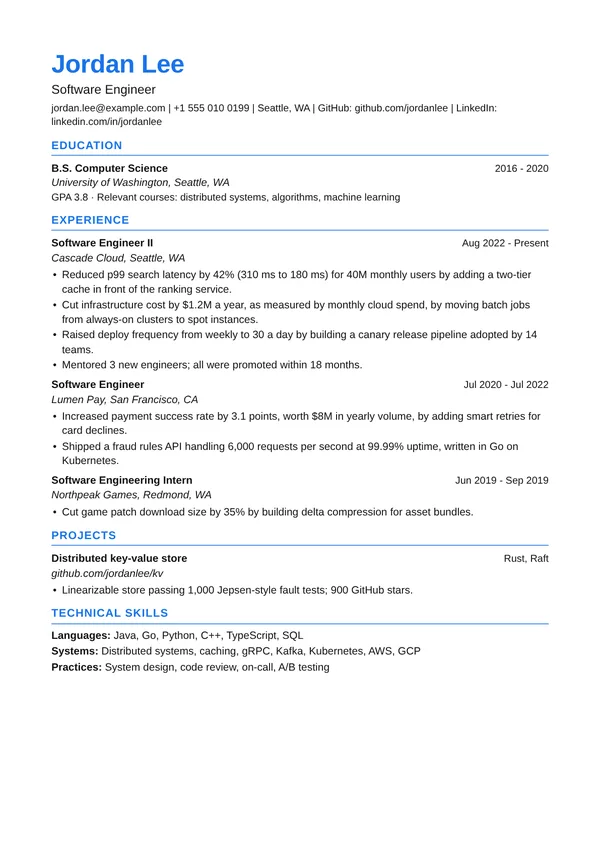 Jordan Lee
Software Engineer
jordan.lee@example.com | +1 555 010 0199 | Seattle, WA | GitHub: github.com/jordanlee | LinkedIn:
linkedin.com/in/jordanlee
EDUCATION
B.S. Computer Science 2016 - 2020
University of Washington, Seattle, WA
GPA 3.8 · Relevant courses: distributed systems, algorithms, machine learning
EXPERIENCE
Software Engineer II Aug 2022 - Present
Cascade Cloud, Seattle, WA
• Reduced p99 search latency by 42% (310 ms to 180 ms) for 40M monthly users by adding a two-tier
cache in front of the ranking service.
• Cut infrastructure cost by $1.2M a year, as measured by monthly cloud spend, by moving batch jobs
from always-on clusters to spot instances.
• Raised deploy frequency from weekly to 30 a day by building a canary release pipeline adopted by 14
teams.
• Mentored 3 new engineers; all were promoted within 18 months.
Software Engineer Jul 2020 - Jul 2022
Lumen Pay, San Francisco, CA
• Increased payment success rate by 3.1 points, worth $8M in yearly volume, by adding smart retries for
card declines.
• Shipped a fraud rules API handling 6,000 requests per second at 99.99% uptime, written in Go on
Kubernetes.
Software Engineering Intern Jun 2019 - Sep 2019
Northpeak Games, Redmond, WA
• Cut game patch download size by 35% by building delta compression for asset bundles.
PROJECTS
Distributed key-value store Rust, Raft
github.com/jordanlee/kv
• Linearizable store passing 1,000 Jepsen-style fault tests; 900 GitHub stars.
TECHNICAL SKILLS
Languages: Java, Go, Python, C++, TypeScript, SQL
Systems: Distributed systems, caching, gRPC, Kafka, Kubernetes, AWS, GCP
Practices: System design, code review, on-call, A/B testing